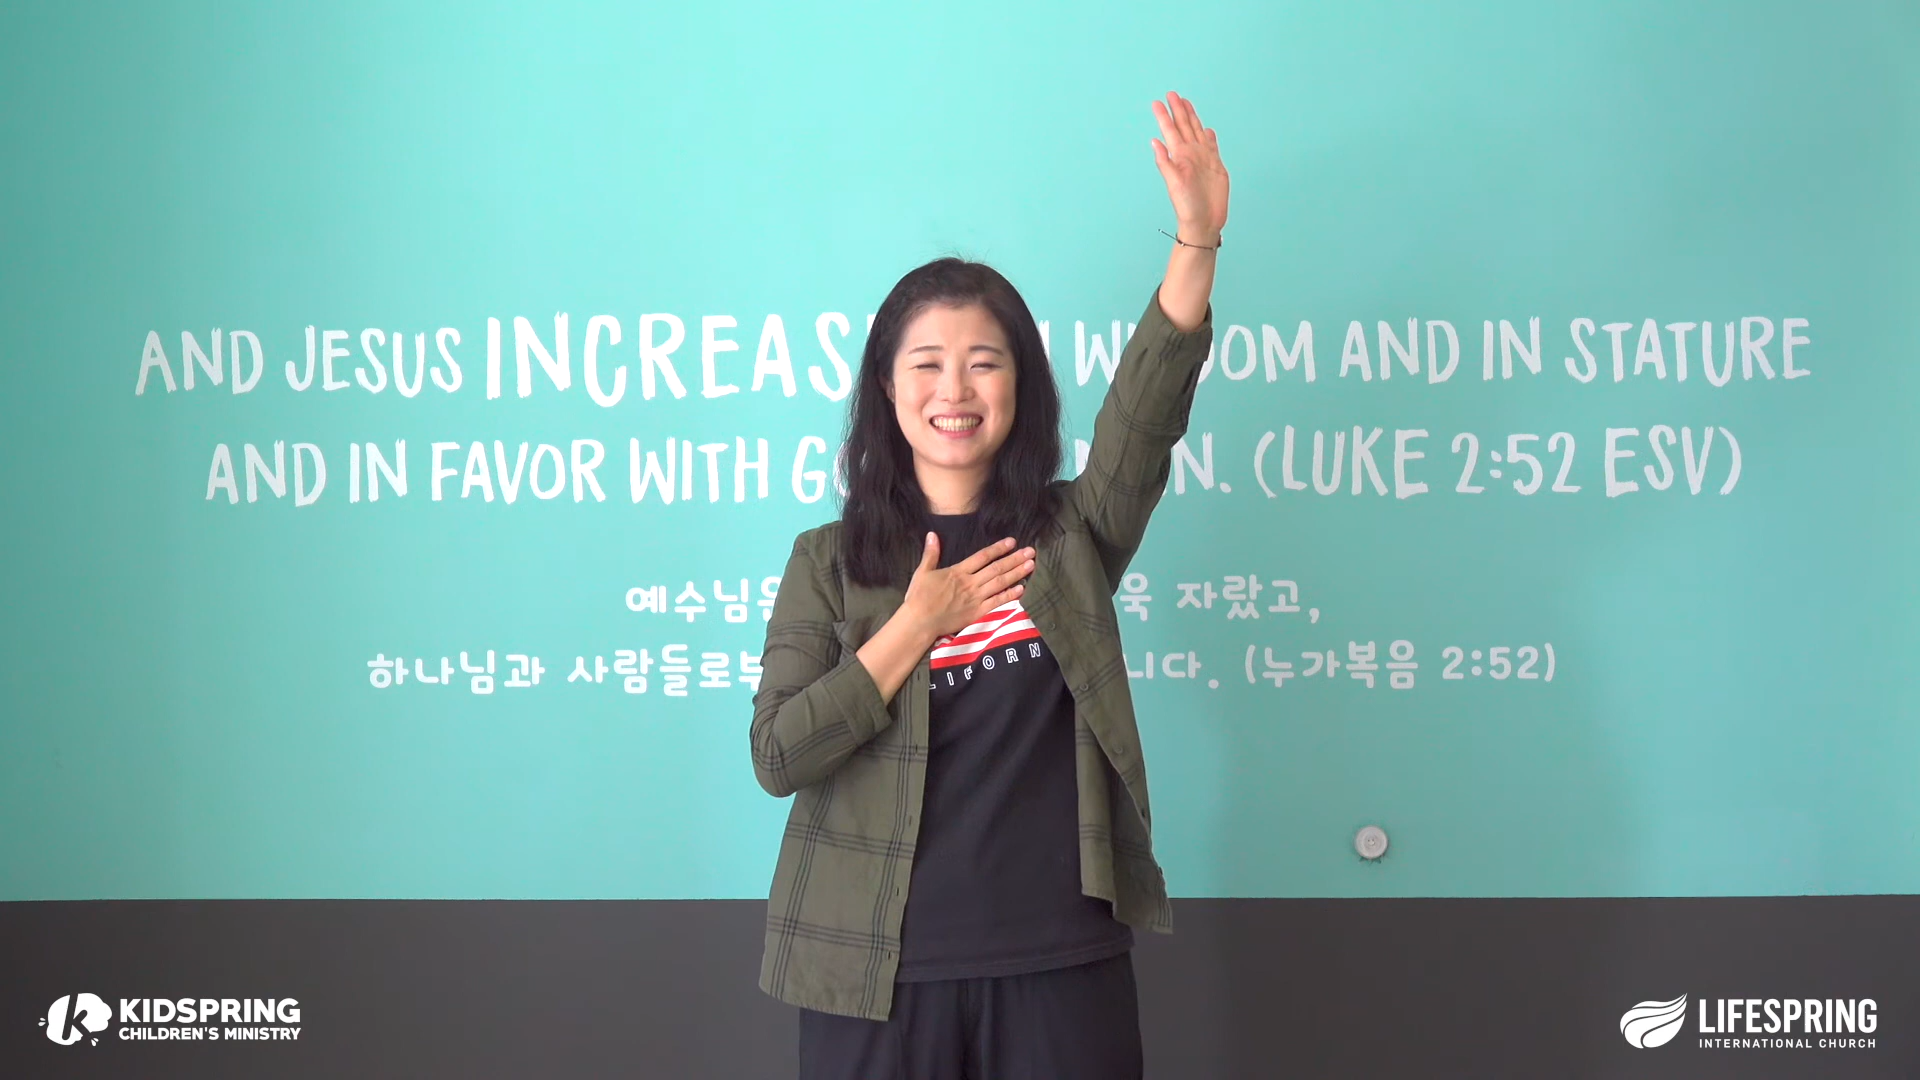 AND JESUS INCREAS W DOM AND IN STATURE
AND IN FAVOR WITH G N. (LUKE 2:52 ESV)
예수님은 욱 자랐고,
하나님과 사람들로부 니다. (누가복음 2:52)
LIFORN
KIDSPRING
CHILDREN'S MINISTRY
LIFESPRING
INTERNATIONAL CHURCH